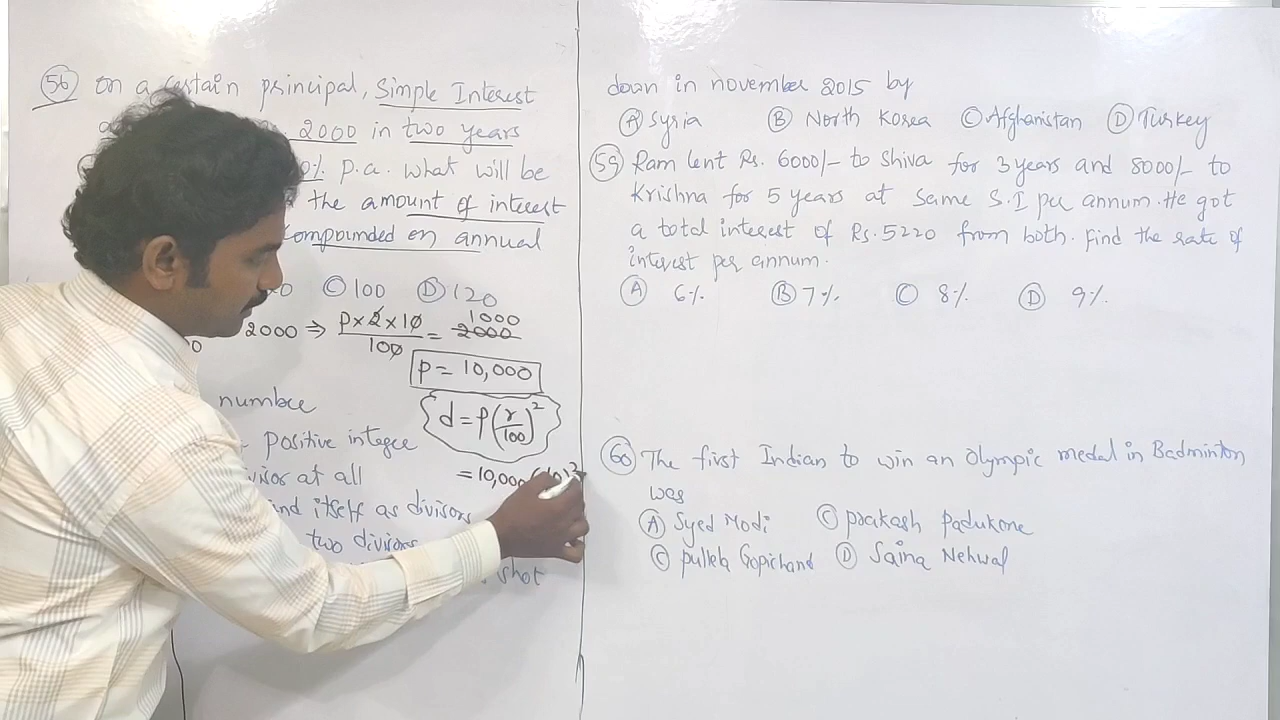 56 on a certain principal, Simple Interest
2000 in two years
0% p.a. what will be
the amount of interest
compounded on annual
0 Ⓒ 100 Ⓓ 120
2000 ⇒ P×2×10/100 = 2000 1000
P = 10,000
number
d = P(r/100)²
positive integer
at all
= 10,000
and itself as divisors
two divisors
shot
down in november 2015 by
Ⓐ Syria Ⓑ North Korea Ⓒ Afghanistan Ⓓ Turkey
59 Ram lent Rs. 6000/- to Shiva for 3 years and 8000/- to
Krishna for 5 years at same S.I per annum. He got
a total interest of Rs. 5220 from both. Find the rate of
interest per annum.
Ⓐ 6% Ⓑ 7% Ⓒ 8% Ⓓ 9%
60 The first Indian to win an Olympic medal in Badminton
was
Ⓐ Syed Modi Ⓒ Prakash Padukone
Ⓒ Pullela Gopichand Ⓓ Saina Nehwal